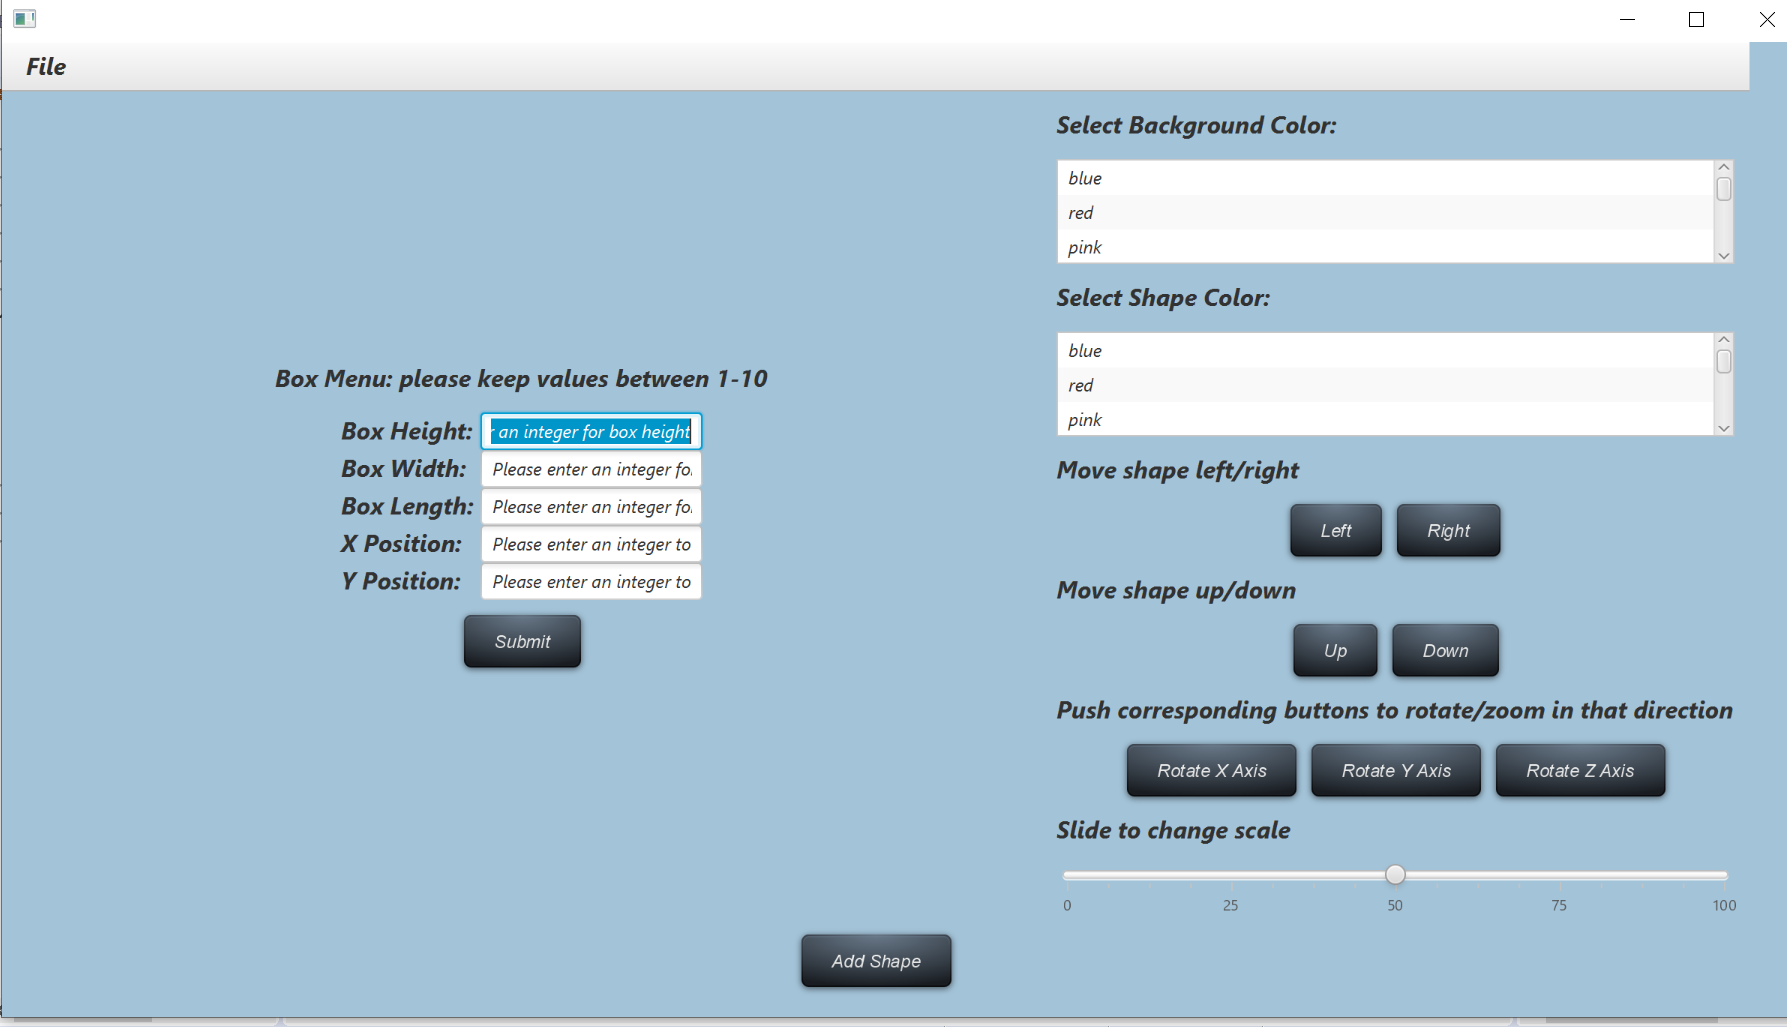 File
Select Background Color:
blue
red
pink
Select Shape Color:
blue
red
pink
Box Menu: please keep values between 1-10
Box Height: an integer for box height
Box Width: Please enter an integer fo
Box Length: Please enter an integer fo
X Position: Please enter an integer to
Y Position: Please enter an integer to
Submit
Move shape left/right
Left Right
Move shape up/down
Up Down
Push corresponding buttons to rotate/zoom in that direction
Rotate X Axis Rotate Y Axis Rotate Z Axis
Slide to change scale
0 25 50 75 100
Add Shape